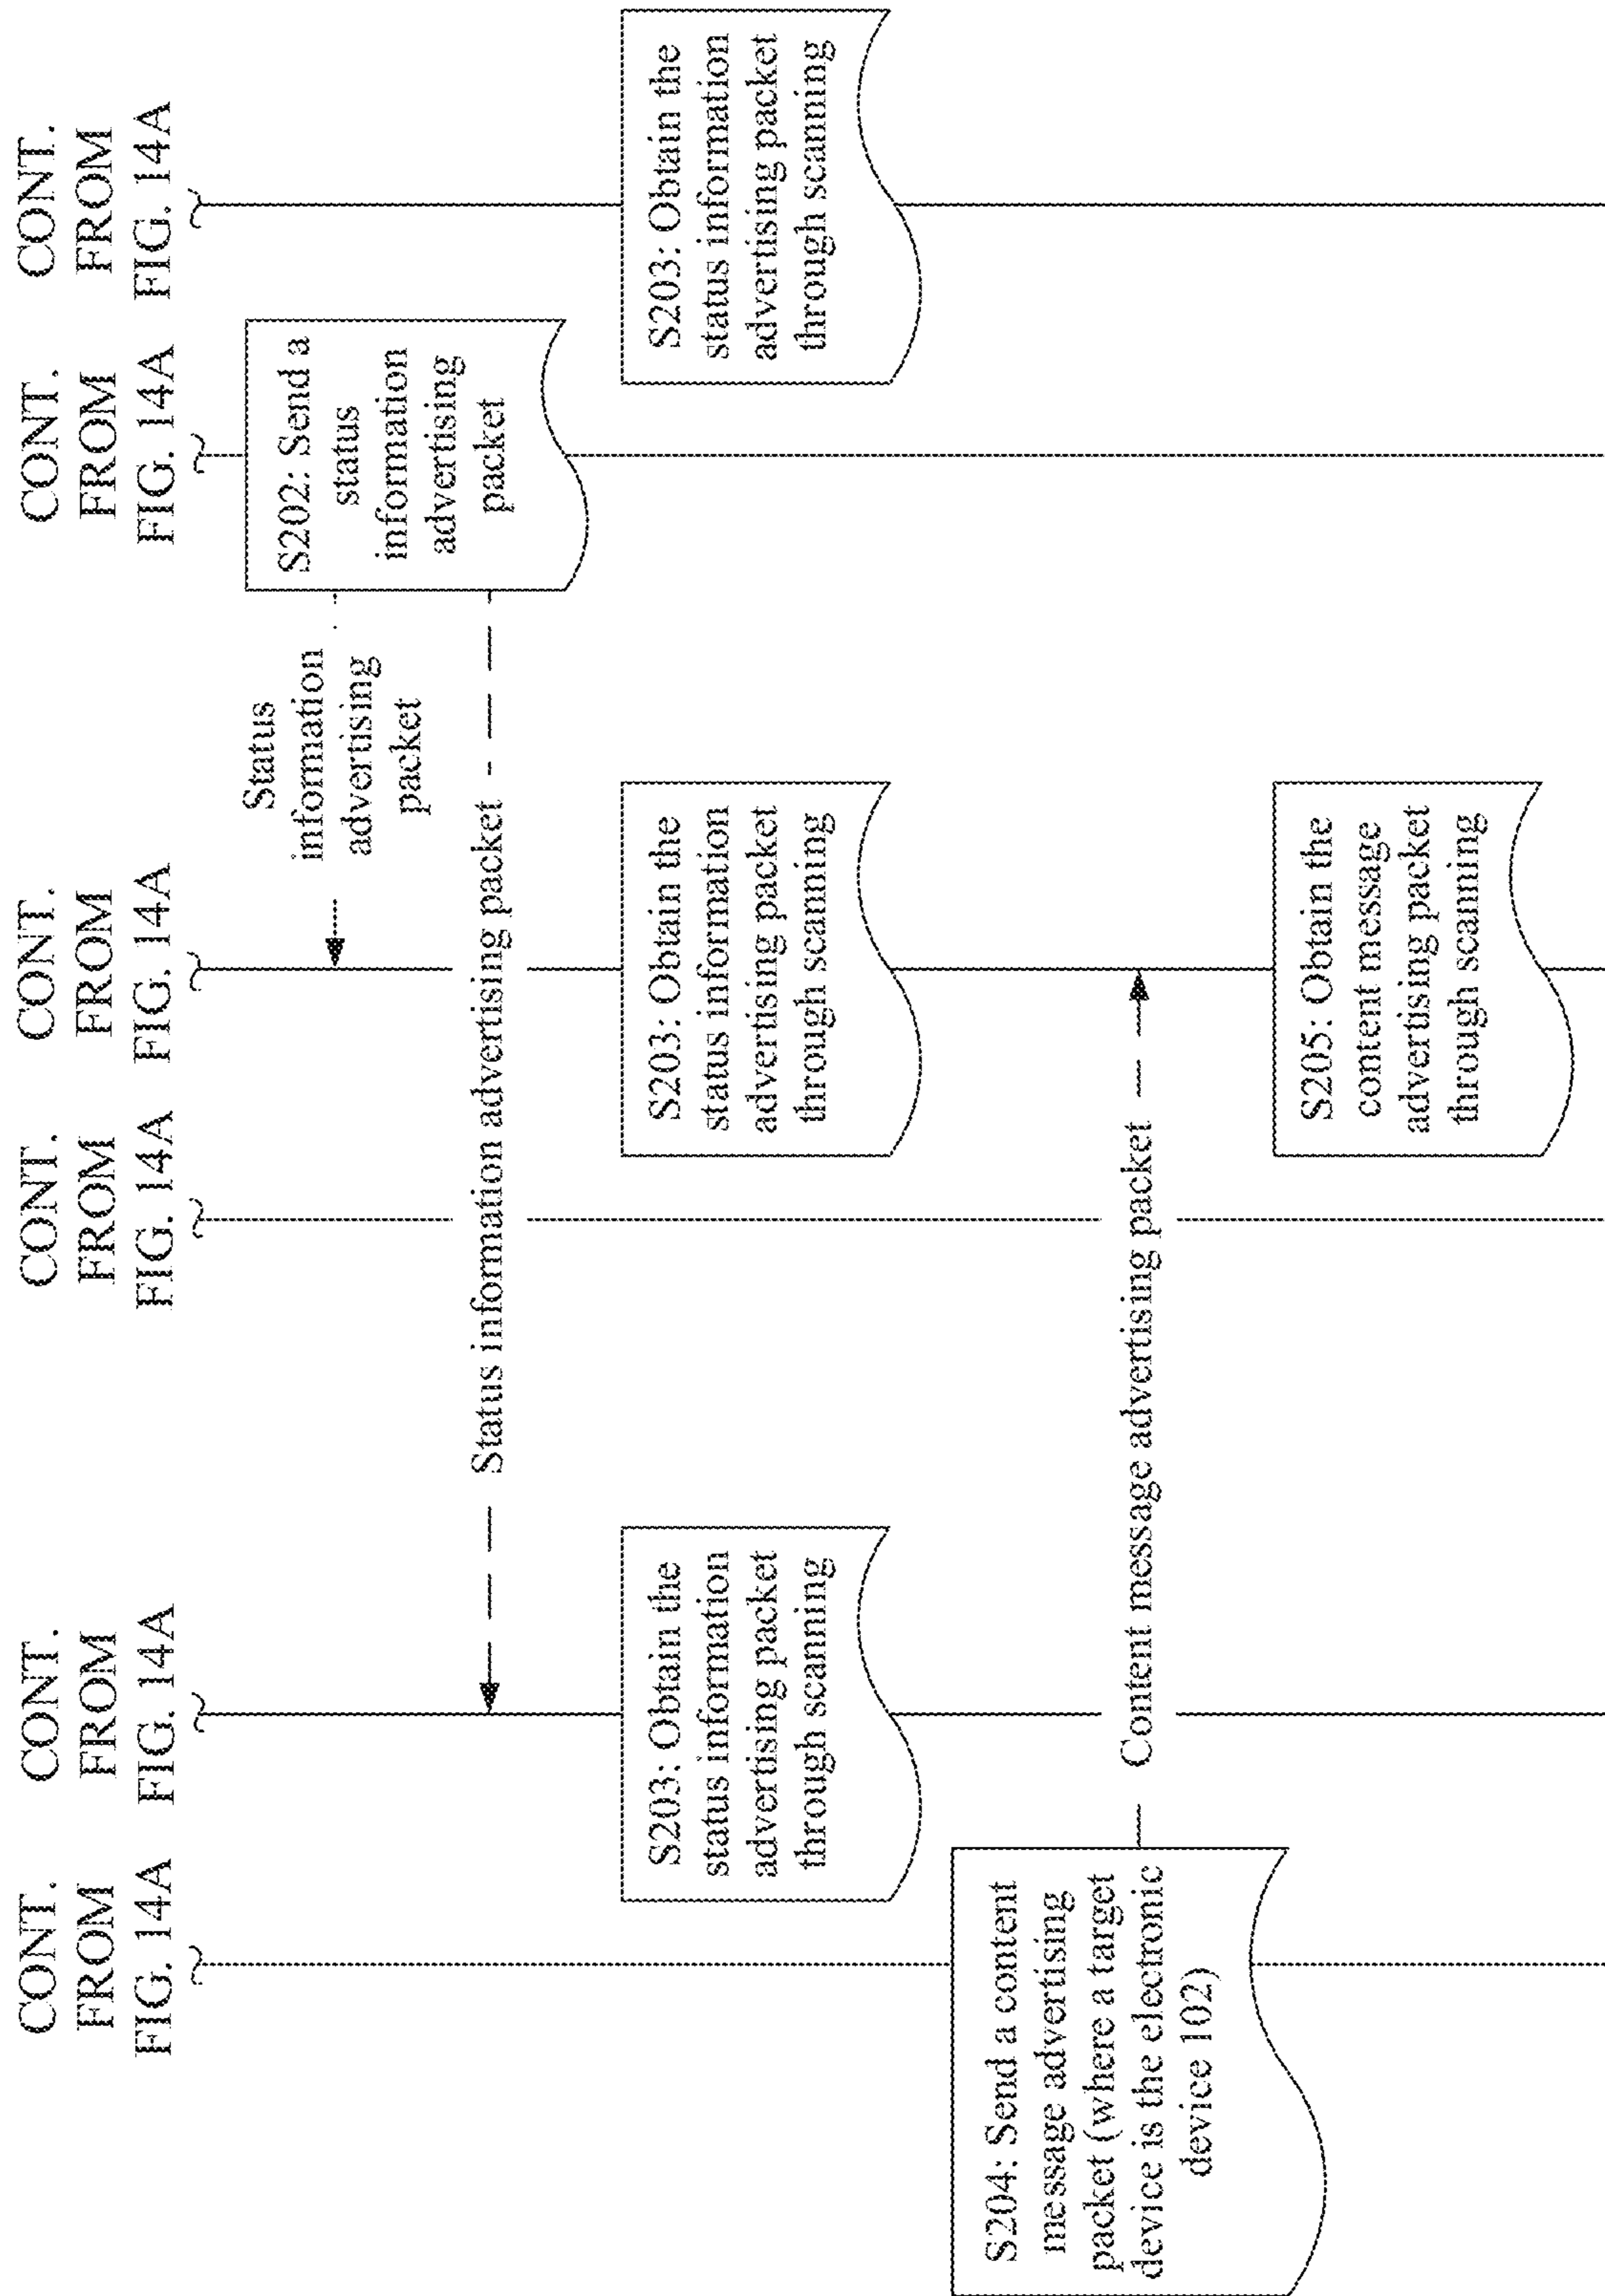 CONT.
FROM
FIG. 14A
CONT.
FROM
FIG. 14A
CONT.
FROM
FIG. 14A
CONT.
FROM
FIG. 14A
CONT.
FROM
FIG. 14A
CONT.
FROM
FIG. 14A
S202: Send a
status
information
advertising
packet
Status
information
advertising
packet
Status information advertising packet
S203: Obtain the
status information
advertising packet
through scanning
S203: Obtain the
status information
advertising packet
through scanning
S203: Obtain the
status information
advertising packet
through scanning
S204: Send a content
message advertising
packet (where a target
device is the electronic
device 102)
Content message advertising packet
S205: Obtain the
content message
advertising packet
through scanning